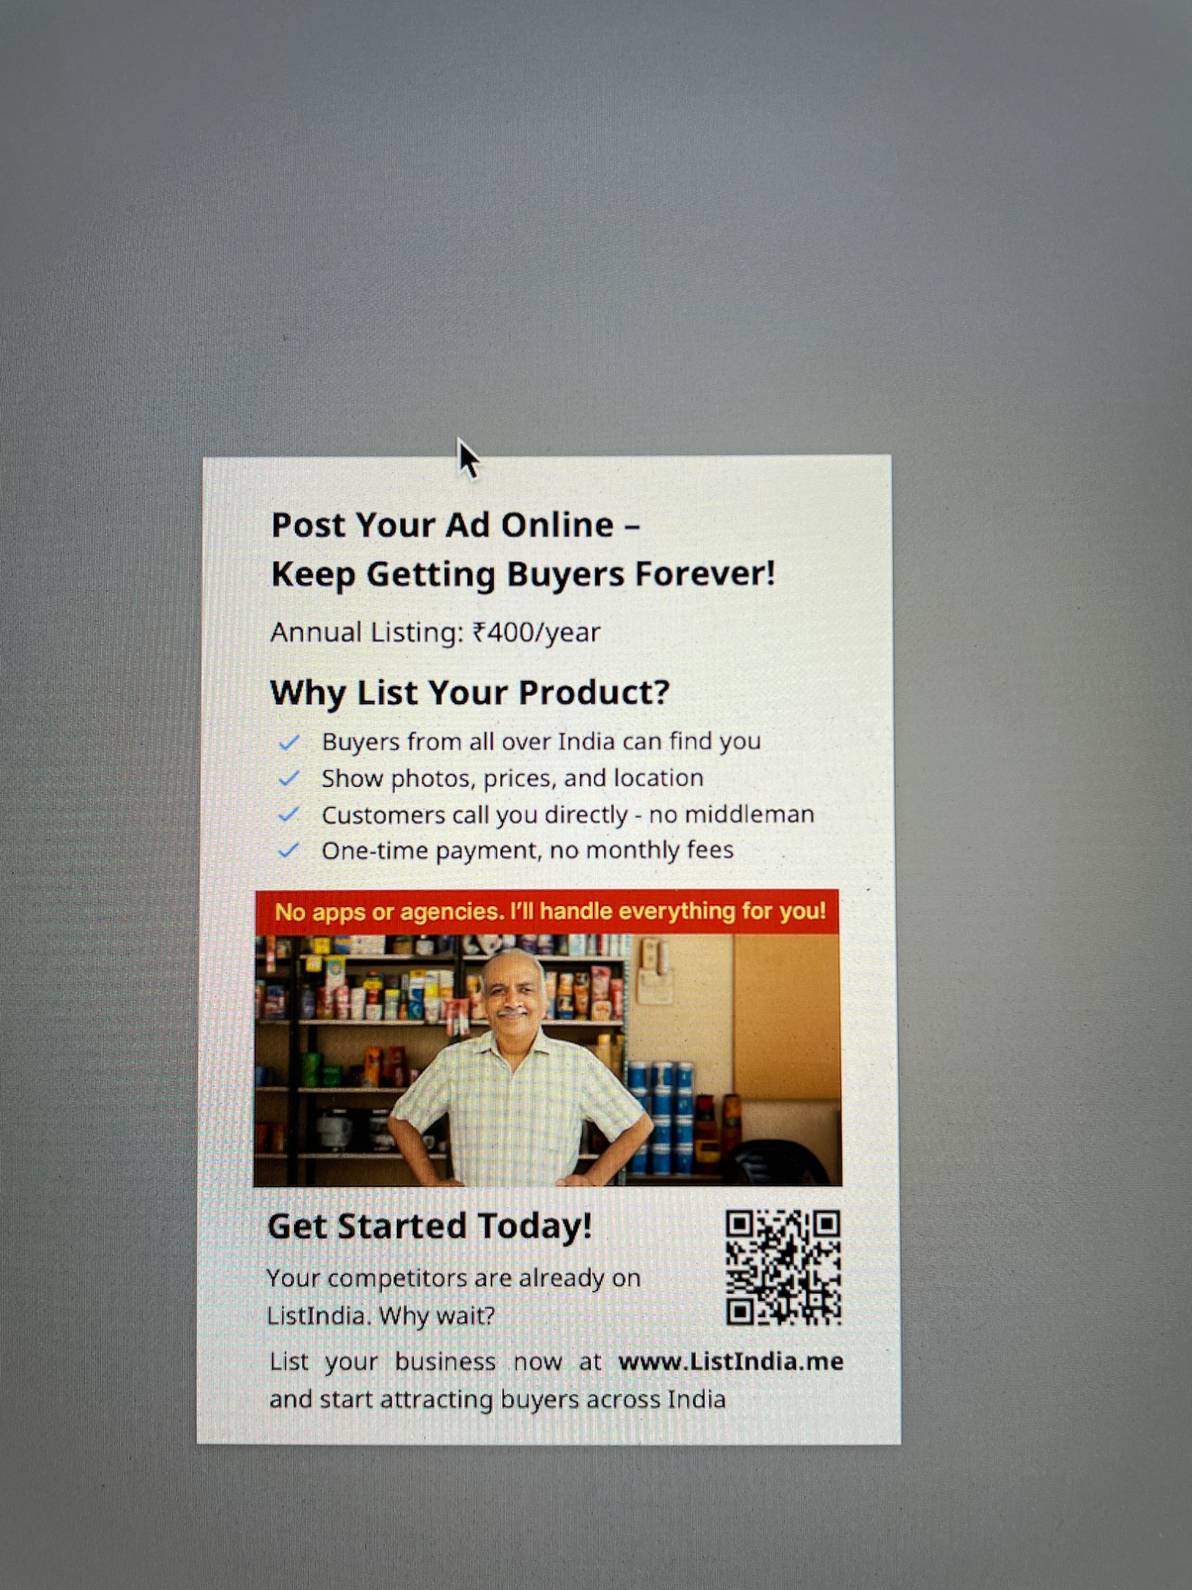 Post Your Ad Online –
Keep Getting Buyers Forever!
Annual Listing: ₹400/year
Why List Your Product?
Buyers from all over India can find you
Show photos, prices, and location
Customers call you directly - no middleman
One-time payment, no monthly fees
No apps or agencies. I'll handle everything for you!
Get Started Today!
Your competitors are already on
ListIndia. Why wait?
List your business now at www.ListIndia.me
and start attracting buyers across India